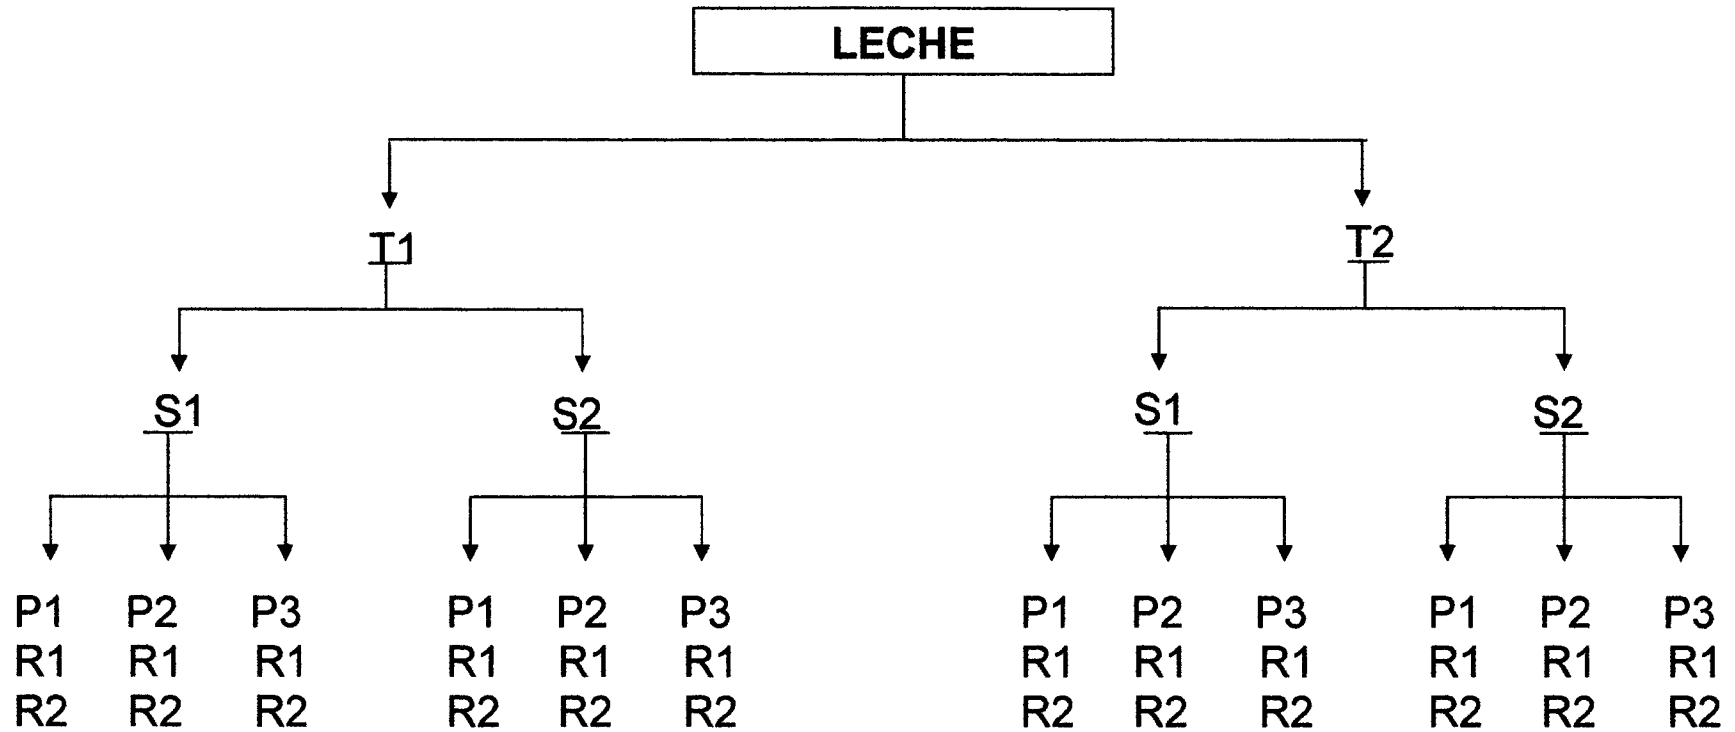 LECHE
T1 T2
S1 S2 S1 S2
P1 P2 P3 P1 P2 P3 P1 P2 P3 P1 P2 P3
R1 R1 R1 R1 R1 R1 R1 R1 R1 R1 R1 R1
R2 R2 R2 R2 R2 R2 R2 R2 R2 R2 R2 R2